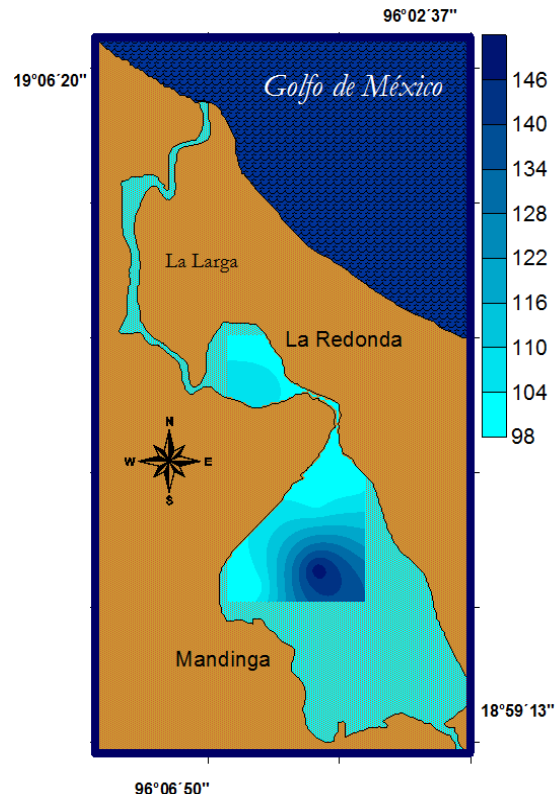 96°02´37"
19°06´20"
Golfo de México
146
140
134
128
122
116
110
104
98
La Larga
La Redonda
N
W E
S
Mandinga
18°59´13"
96°06´50"